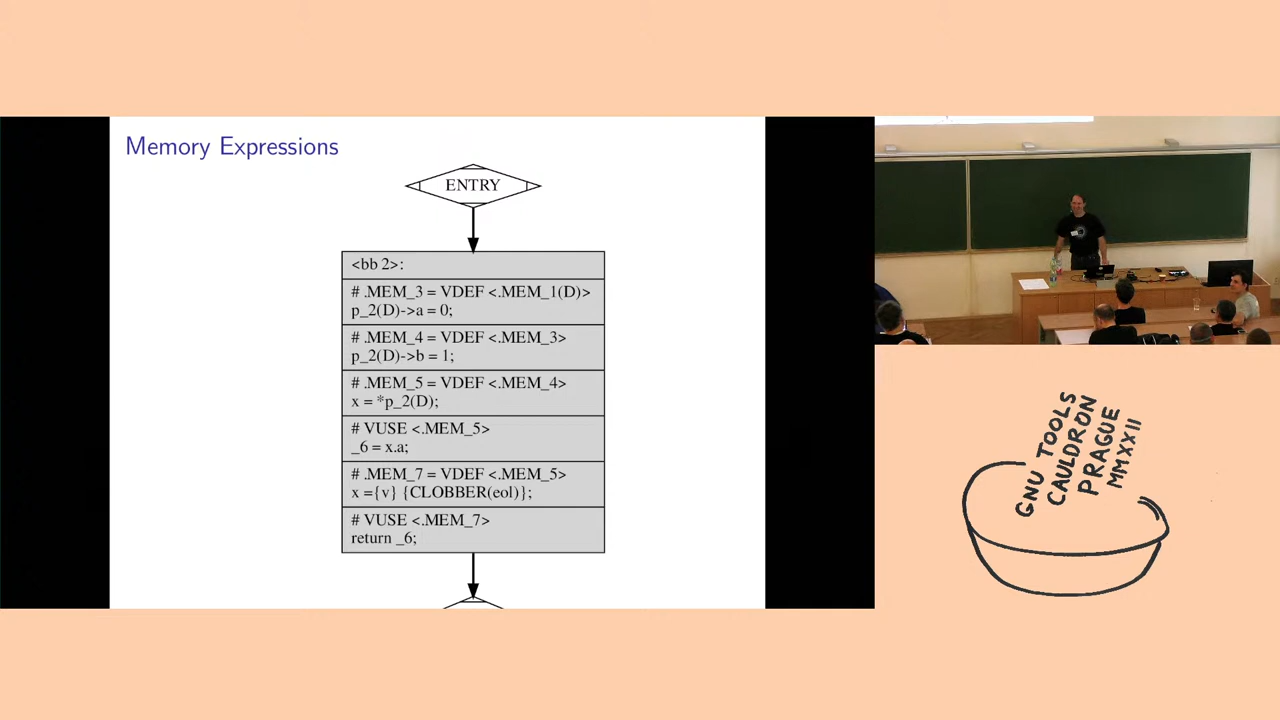 Memory Expressions
ENTRY
<bb 2>:
# .MEM_3 = VDEF <.MEM_1(D)>
p_2(D)->a = 0;
# .MEM_4 = VDEF <.MEM_3>
p_2(D)->b = 1;
# .MEM_5 = VDEF <.MEM_4>
x = *p_2(D);
# VUSE <.MEM_5>
_6 = x.a;
# .MEM_7 = VDEF <.MEM_5>
x ={v} {CLOBBER(eol)};
# VUSE <.MEM_7>
return _6;
GNU TOOLS
CAULDRON
PRAGUE
MMXXII